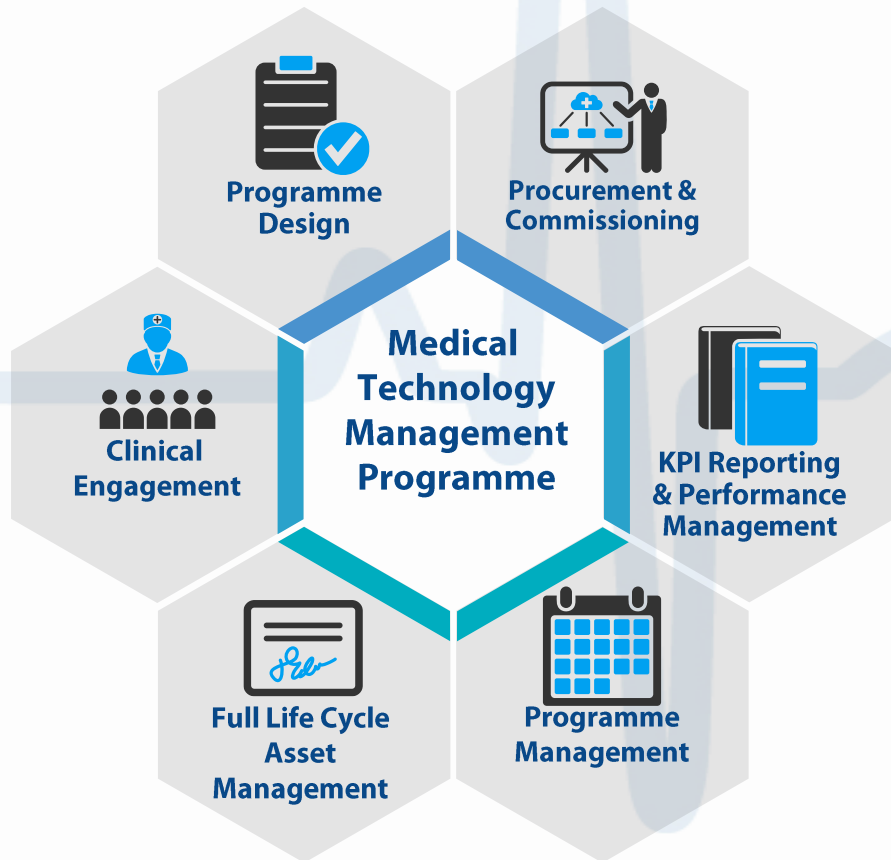 Programme
Design
Procurement &
Commissioning
Clinical
Engagement
Medical
Technology
Management
Programme
KPI Reporting
& Performance
Management
Full Life Cycle
Asset
Management
Programme
Management